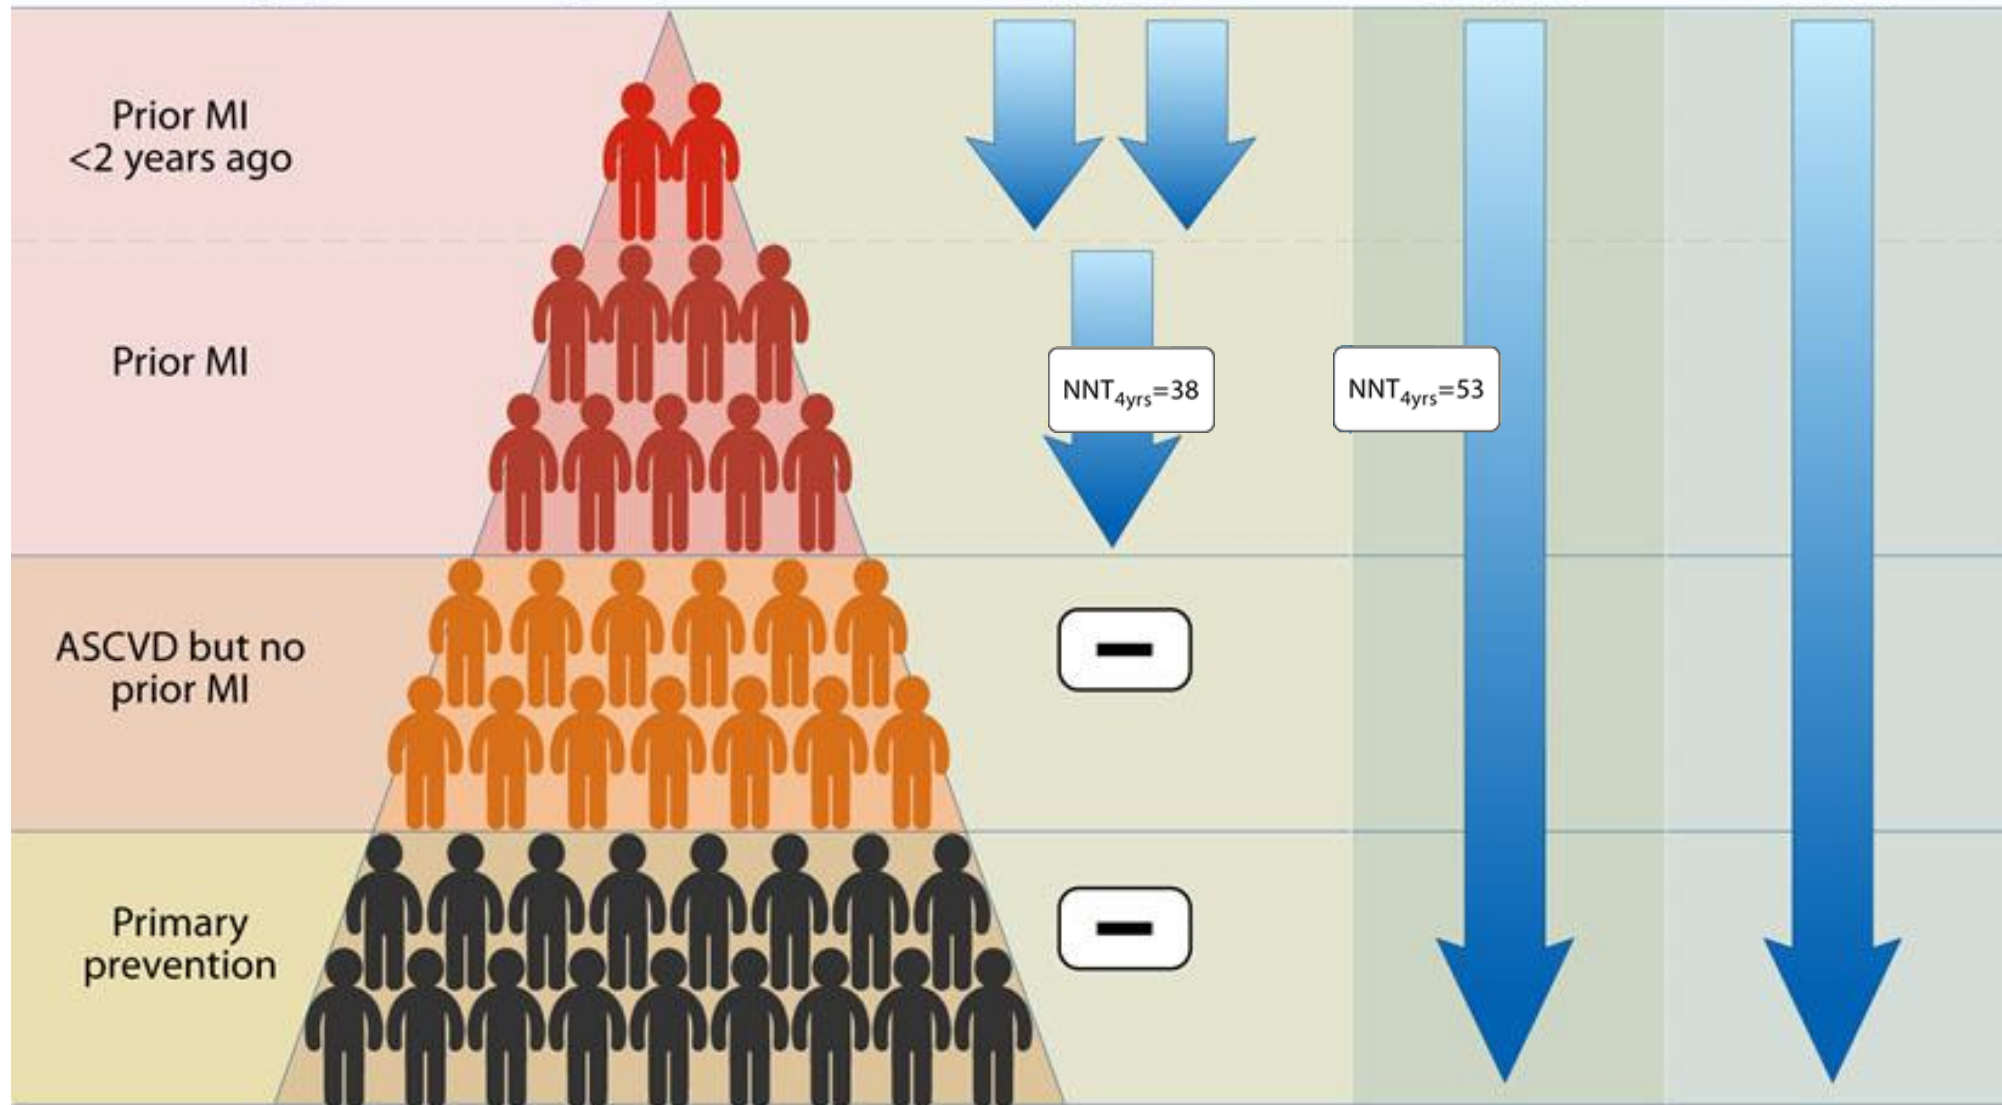 Prior MI
<2 years ago
Prior MI
NNT4yrs=38
NNT4yrs=53
ASCVD but no
prior MI
Primary
prevention